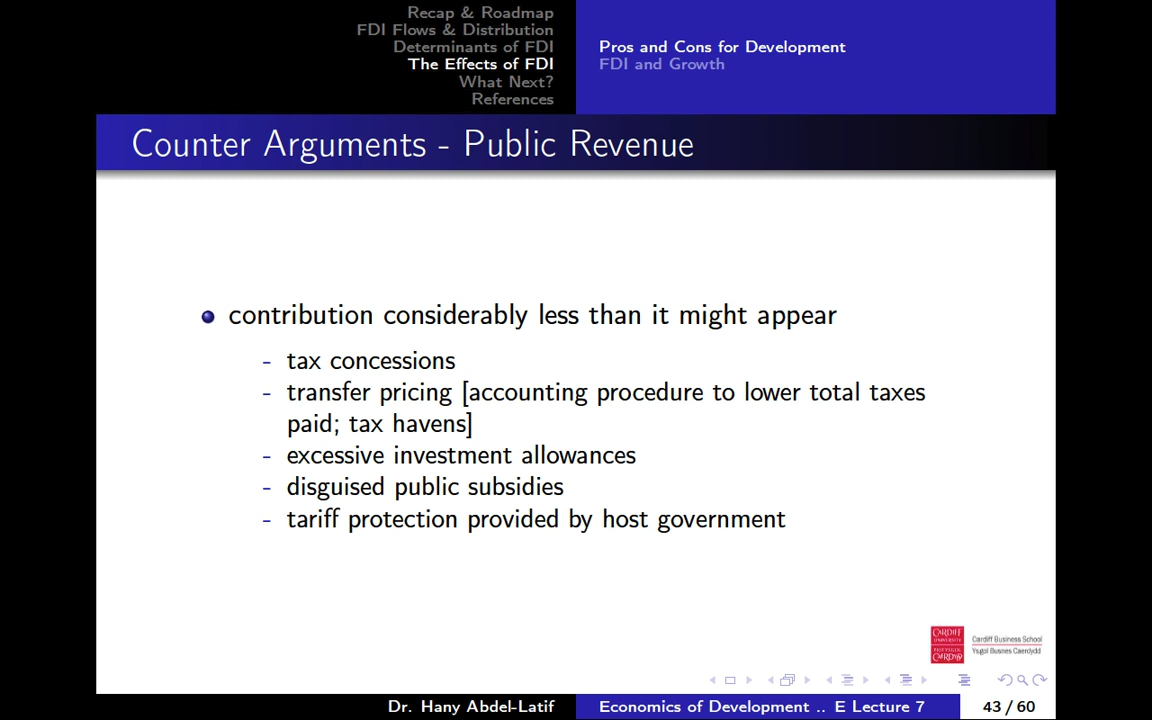 Recap & Roadmap
FDI Flows & Distribution
Determinants of FDI
The Effects of FDI
What Next?
References
Pros and Cons for Development
FDI and Growth
Counter Arguments - Public Revenue
contribution considerably less than it might appear
- tax concessions
- transfer pricing [accounting procedure to lower total taxes
paid; tax havens]
- excessive investment allowances
- disguised public subsidies
- tariff protection provided by host government
CARDIFF
UNIVERSITY
PRIFYSGOL
CAERDYDD
Cardiff Business School
Ysgol Busnes Caerdydd
Dr. Hany Abdel-Latif
Economics of Development .. E Lecture 7
43 / 60